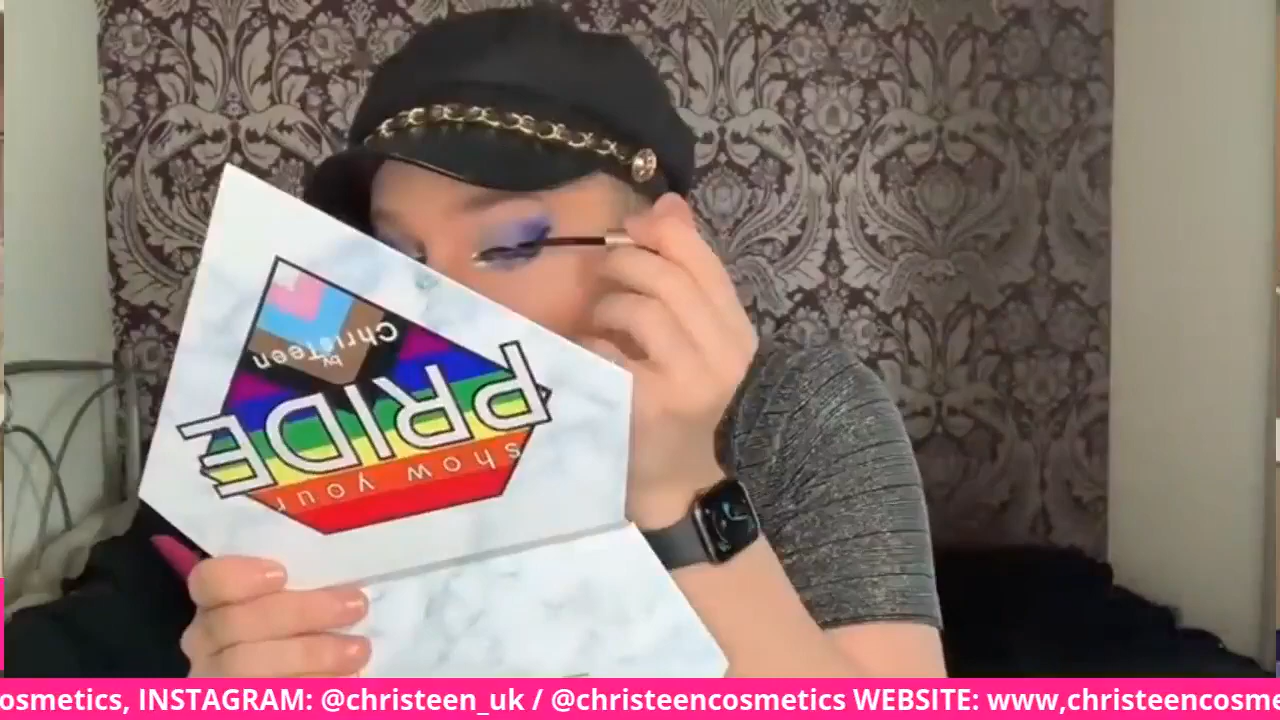 show your
PRIDE
by
ChrisTeen
osmetics, INSTAGRAM: @christeen_uk / @christeencosmetics WEBSITE: www,christeencosme